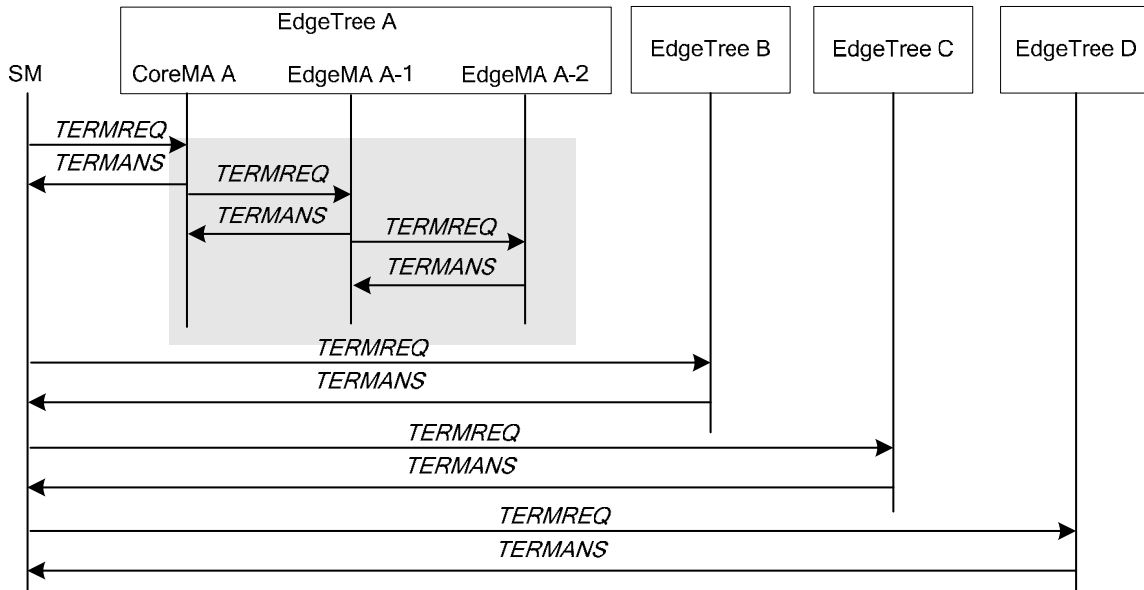 EdgeTree A
EdgeTree B
EdgeTree C
EdgeTree D
SM
CoreMA A
EdgeMA A-1
EdgeMA A-2
TERMREQ
TERMANS
TERMREQ
TERMANS
TERMREQ
TERMANS
TERMREQ
TERMANS
TERMREQ
TERMANS
TERMREQ
TERMANS